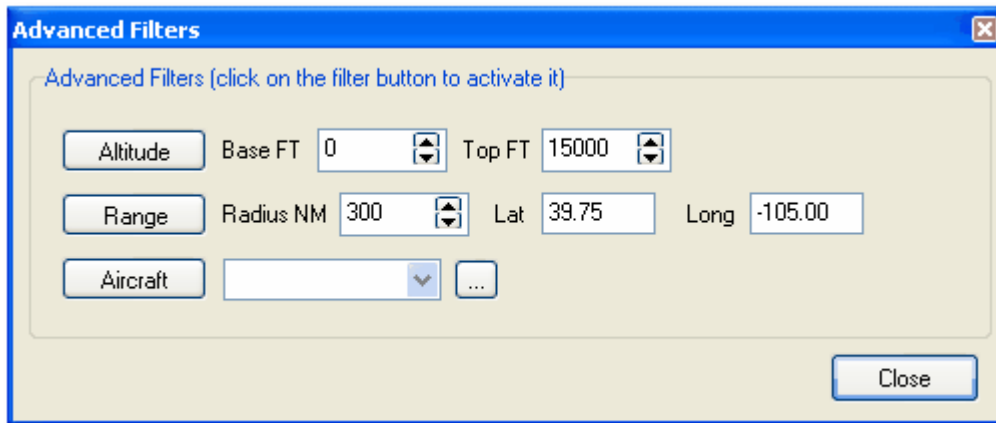 Advanced Filters
Advanced Filters (click on the filter button to activate it)
Altitude Base FT 0 Top FT 15000
Range Radius NM 300 Lat 39.75 Long -105.00
Aircraft ...
Close